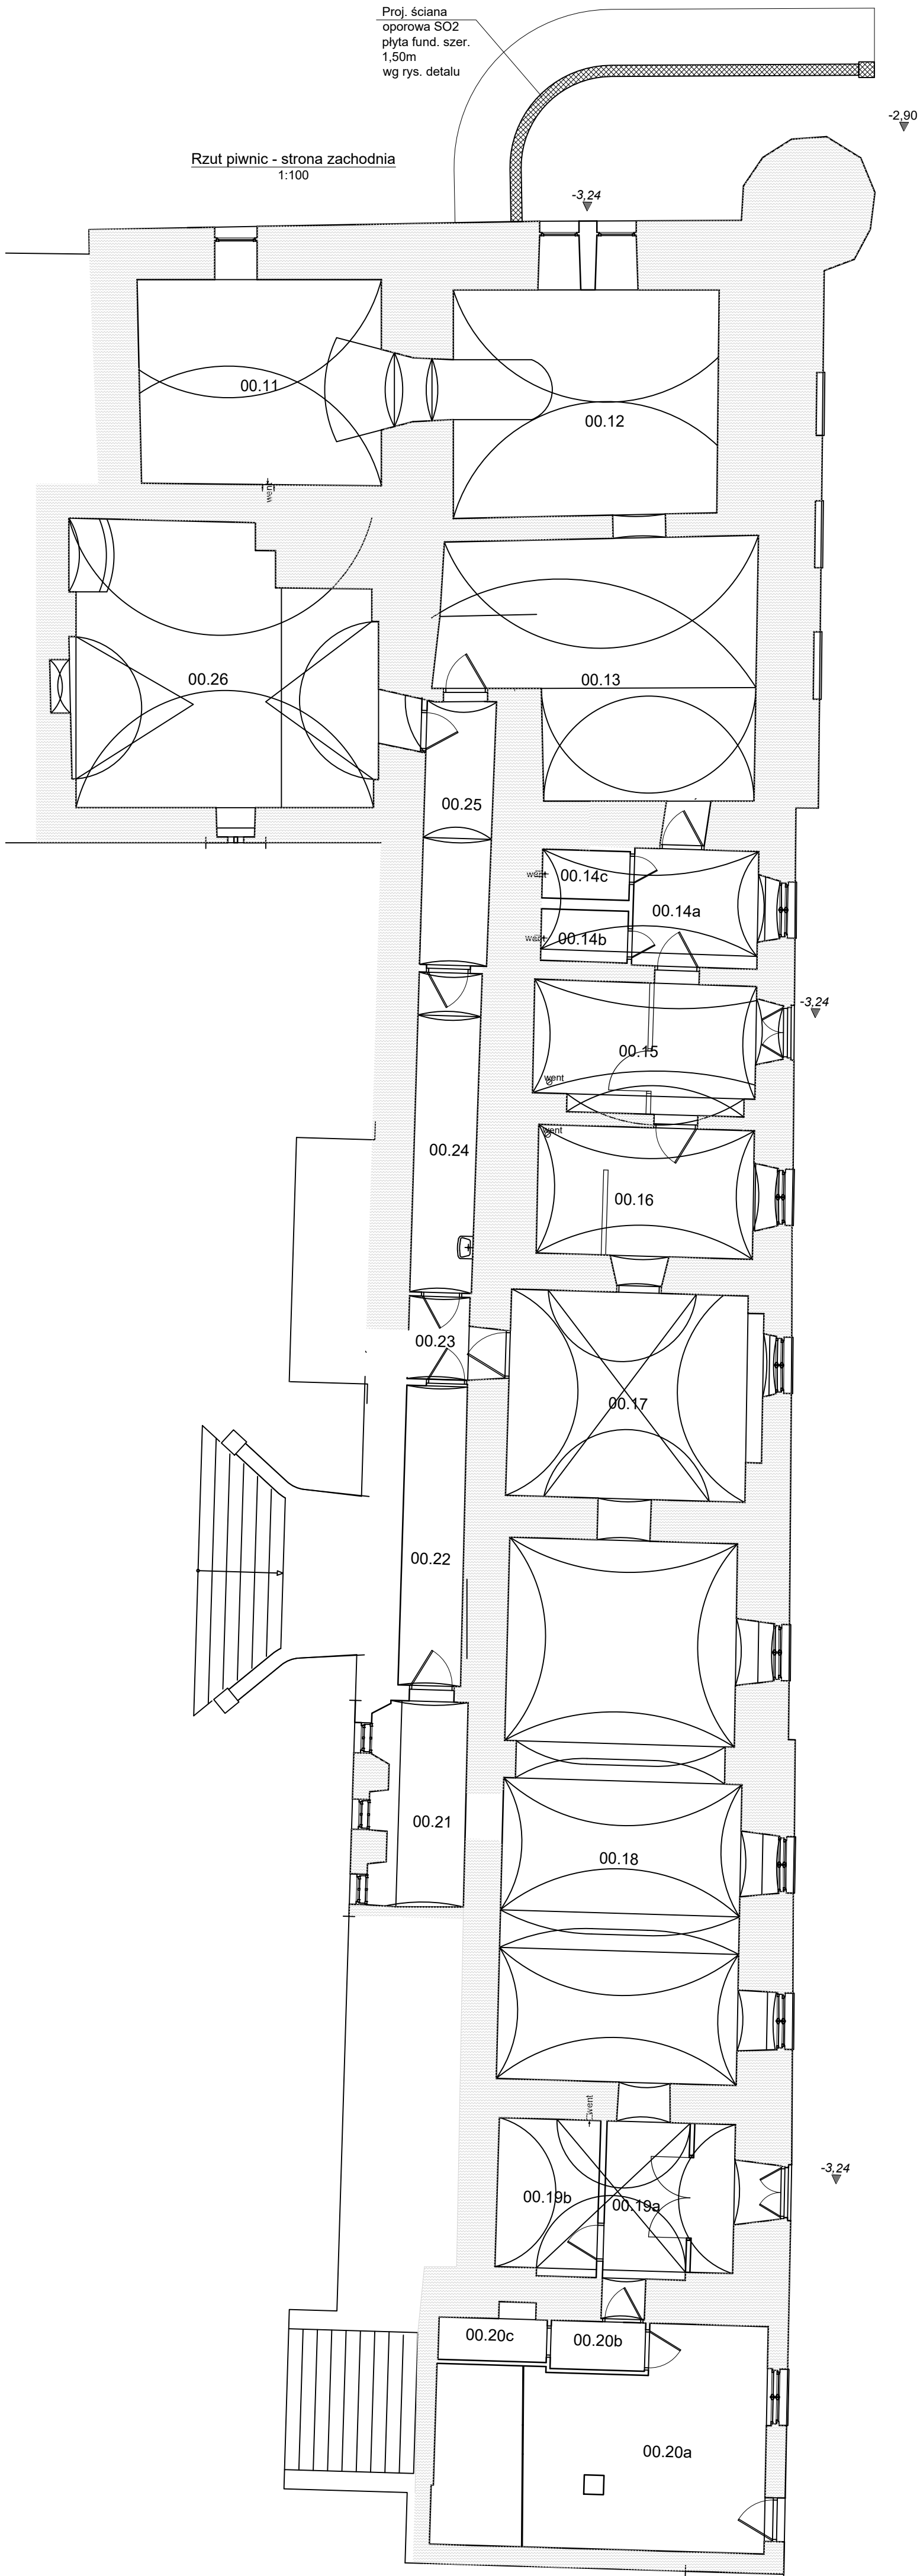 Proj. ściana
oporowa SO2
płyta fund. szer.
1,50m
wg rys. detalu
-2,90
Rzut piwnic - strona zachodnia
1:100
-3,24
00.11
00.12
went
00.26
00.13
00.25
went
00.14c
00.14a
went
00.14b
-3,24
00.15
went
went
00.24
00.16
00.23
00.17
00.22
00.21
00.18
went
-3,24
00.19b
00.19a
00.20c
00.20b
00.20a